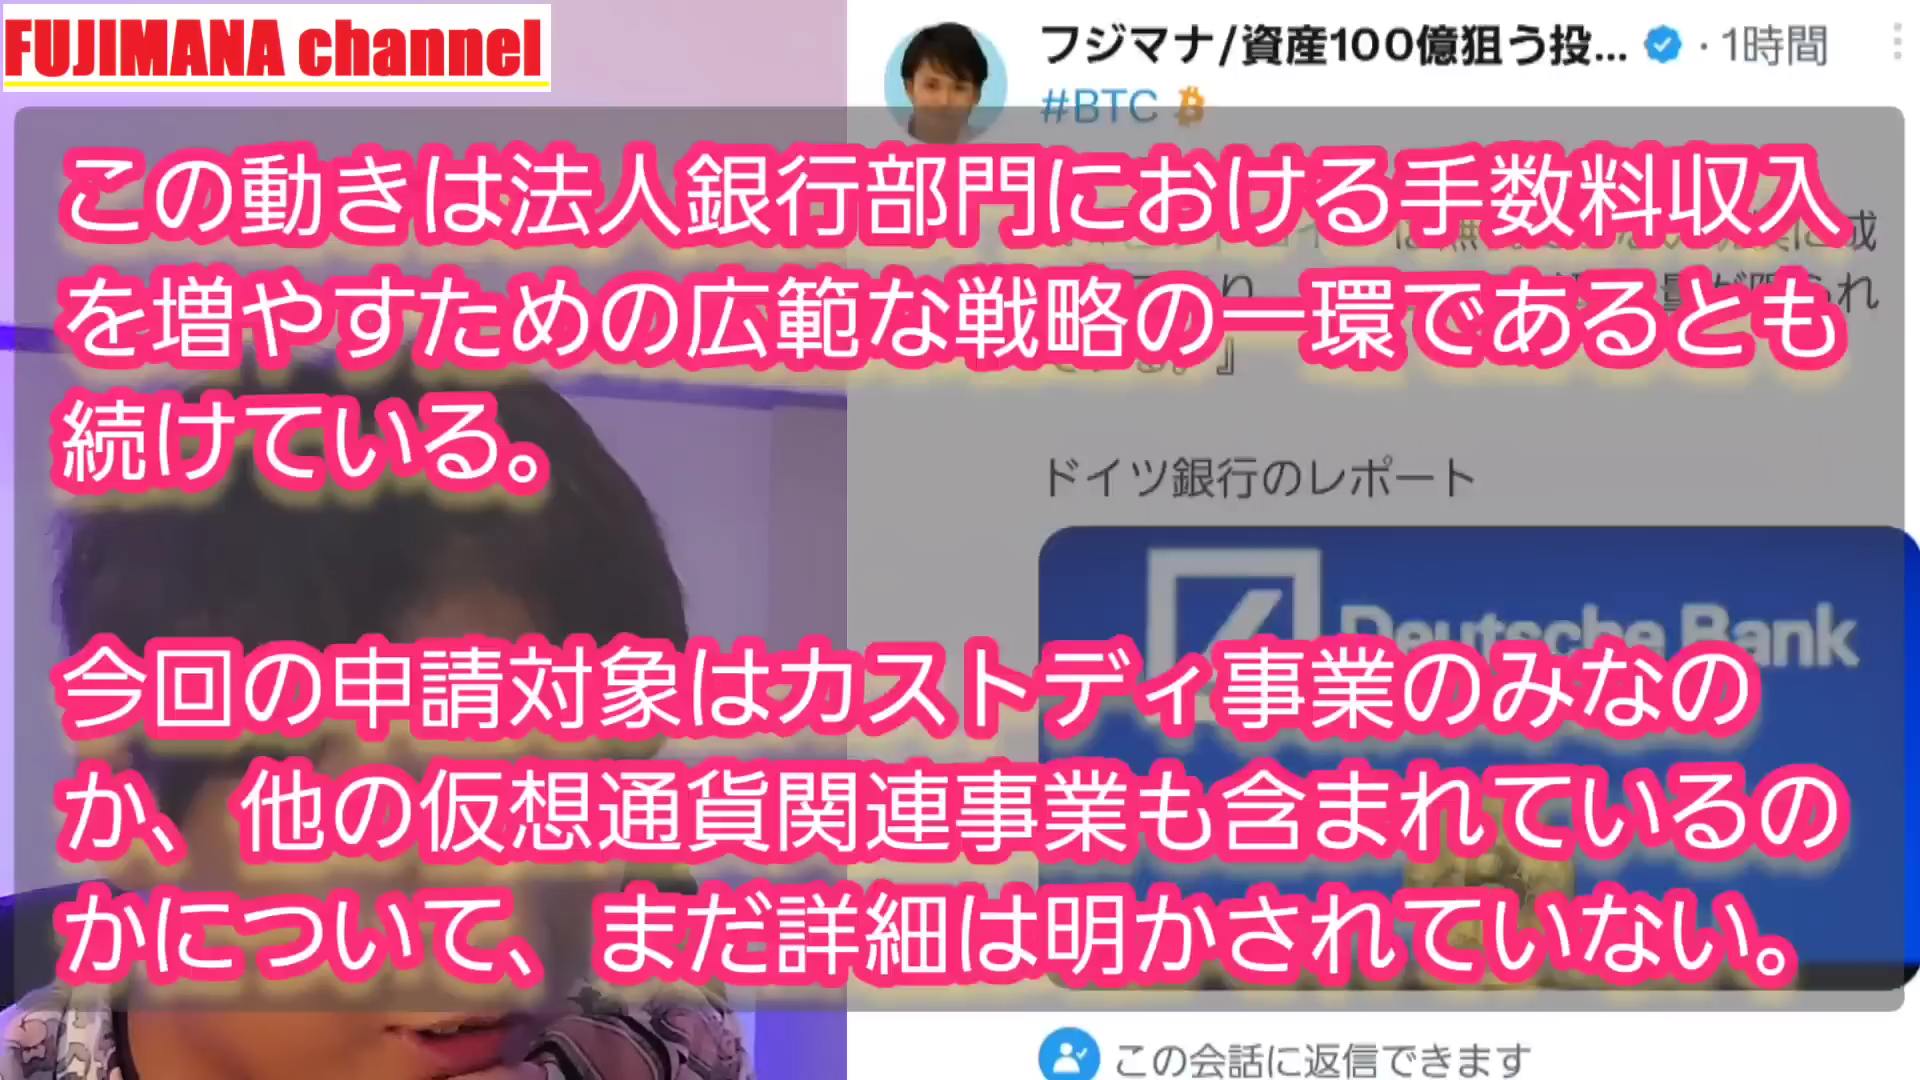 FUJIMANA channel
フジマナ/資産100億狙う投... ・1時間
#BTC
この動きは法人銀行部門における手数料収入
を増やすための広範な戦略の一環であるとも
続けている。
ドイツ銀行のレポート
Deutsche Bank
今回の申請対象はカストディ事業のみなの
か、他の仮想通貨関連事業も含まれているの
かについて、まだ詳細は明かされていない。
この会話に返信できます